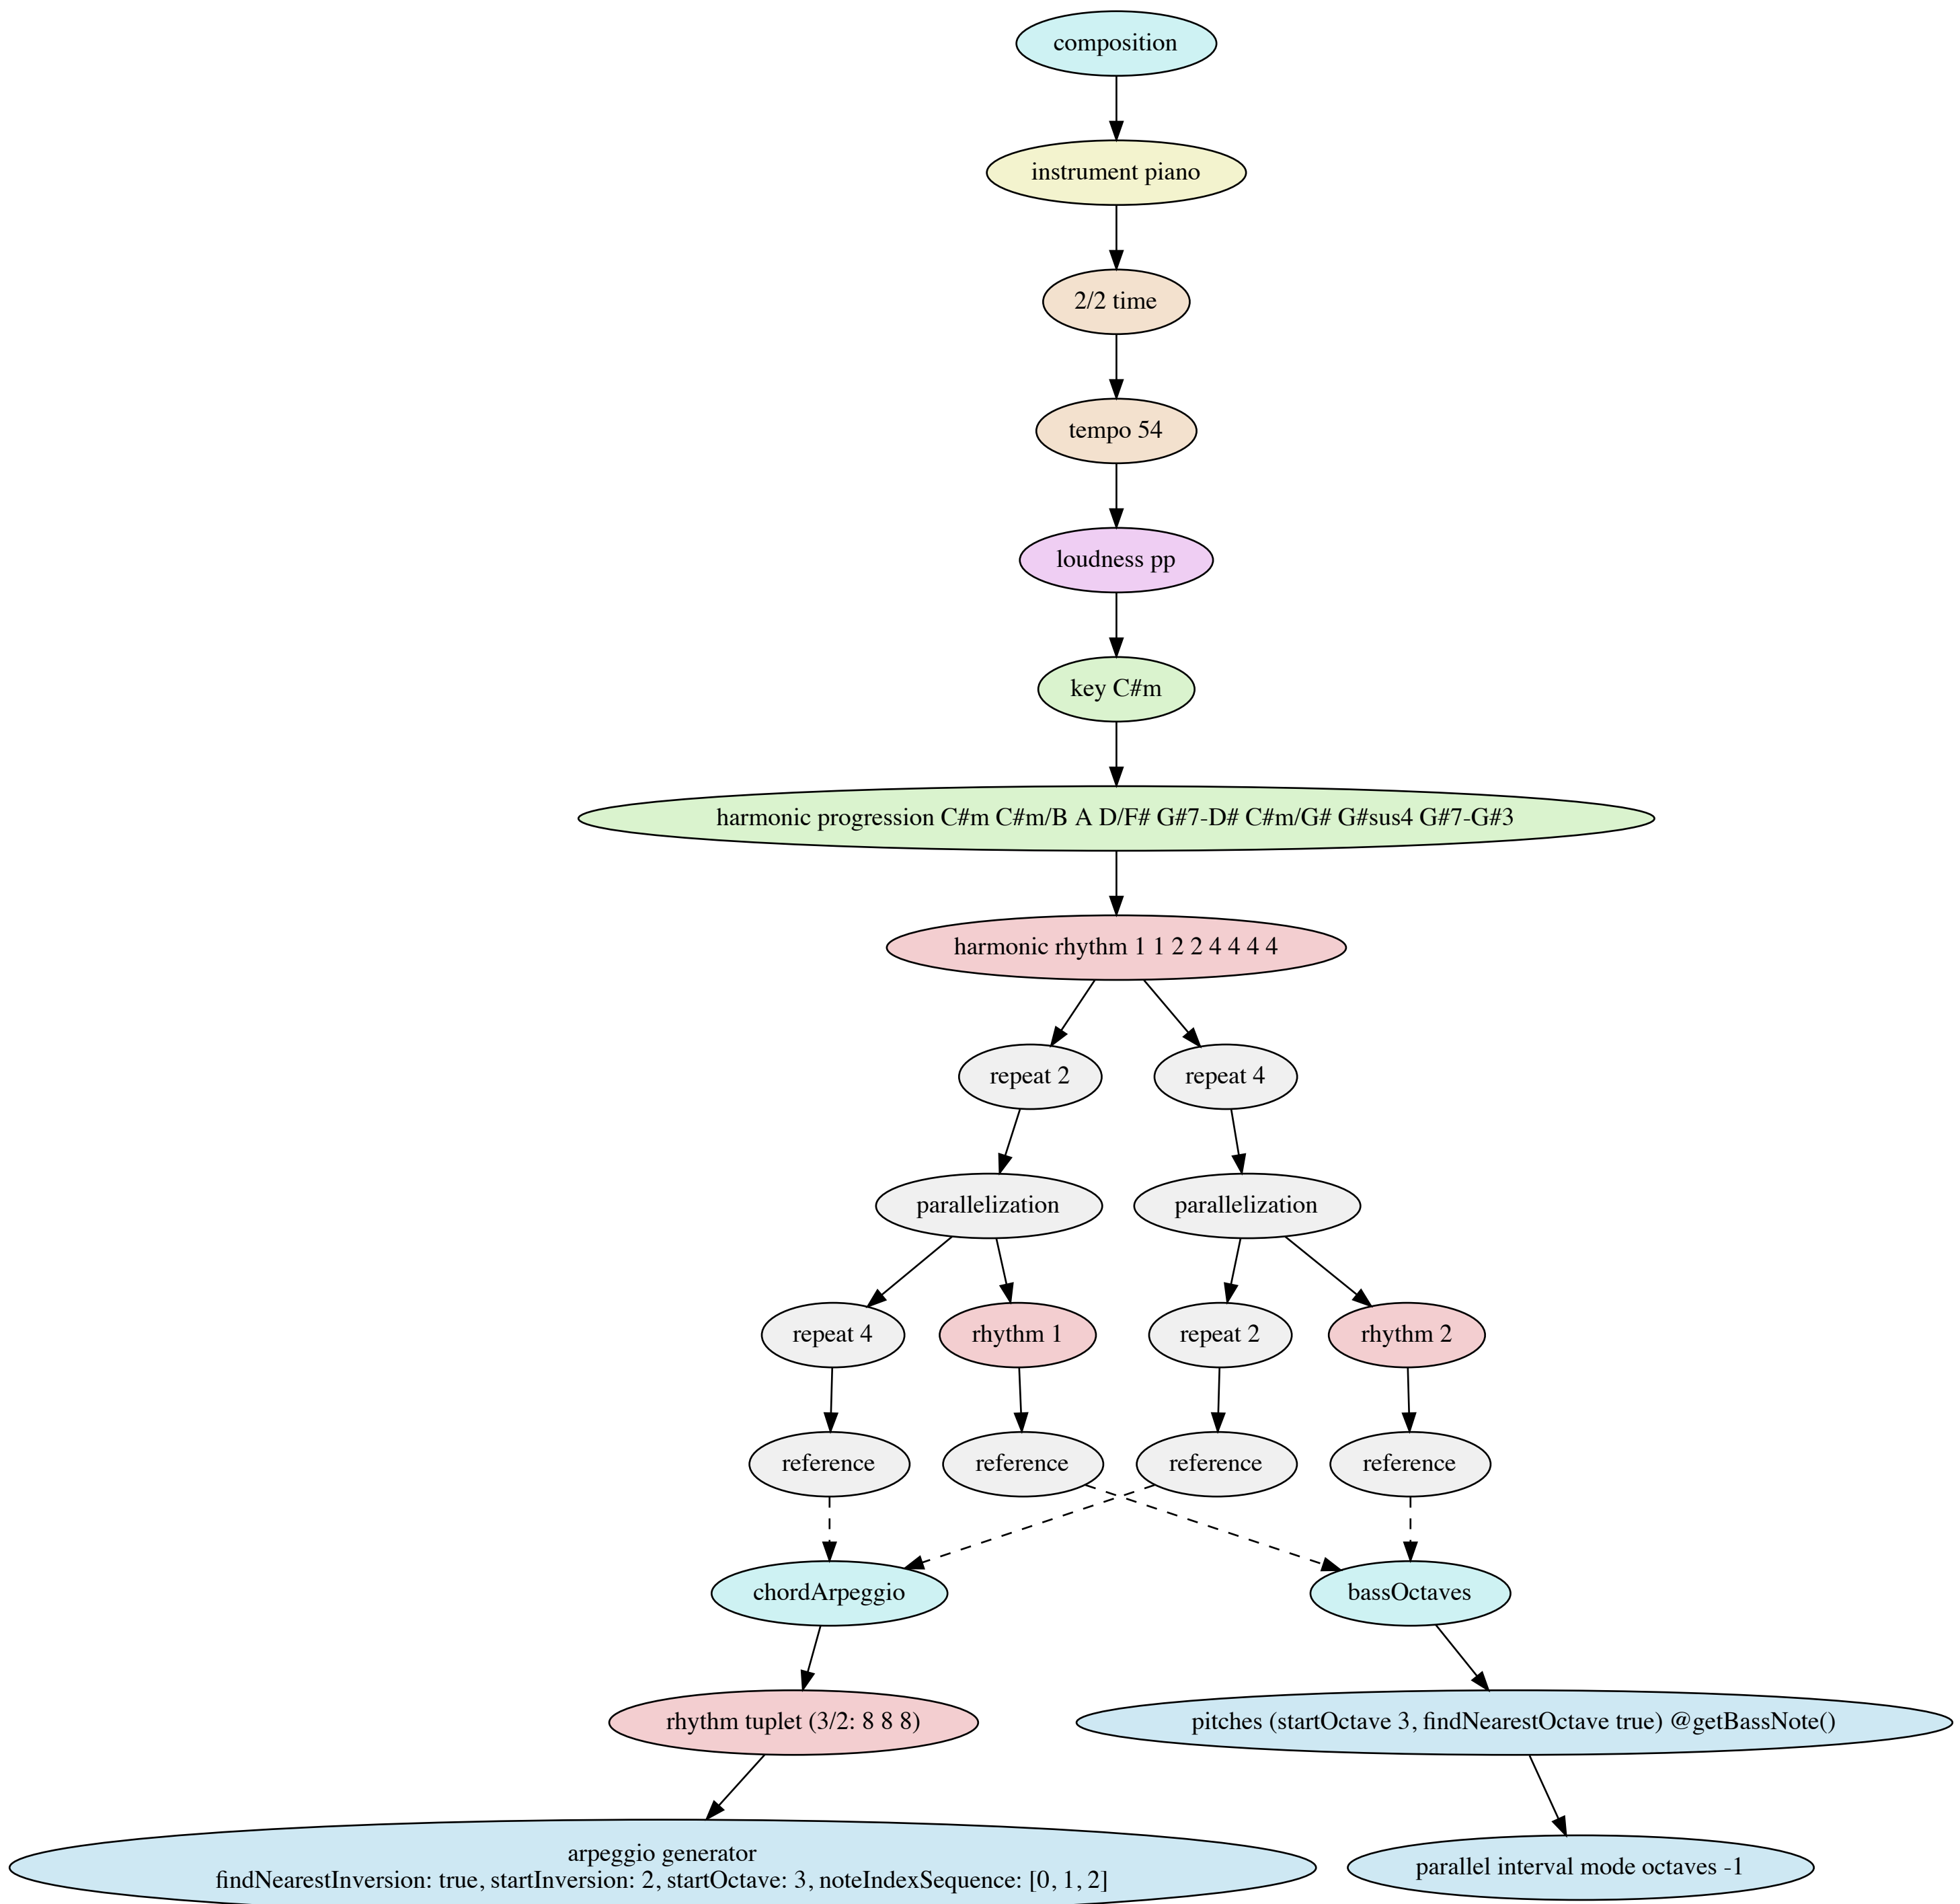 composition
instrument piano
2/2 time
tempo 54
loudness pp
key C#m
harmonic progression C#m C#m/B A D/F# G#7-D# C#m/G# G#sus4 G#7-G#3
harmonic rhythm 1 1 2 2 4 4 4 4
repeat 2
repeat 4
parallelization
parallelization
repeat 4
rhythm 1
repeat 2
rhythm 2
reference
reference
reference
reference
chordArpeggio
bassOctaves
rhythm tuplet (3/2: 8 8 8)
pitches (startOctave 3, findNearestOctave true) @getBassNote()
arpeggio generator
findNearestInversion: true, startInversion: 2, startOctave: 3, noteIndexSequence: [0, 1, 2]
parallel interval mode octaves -1